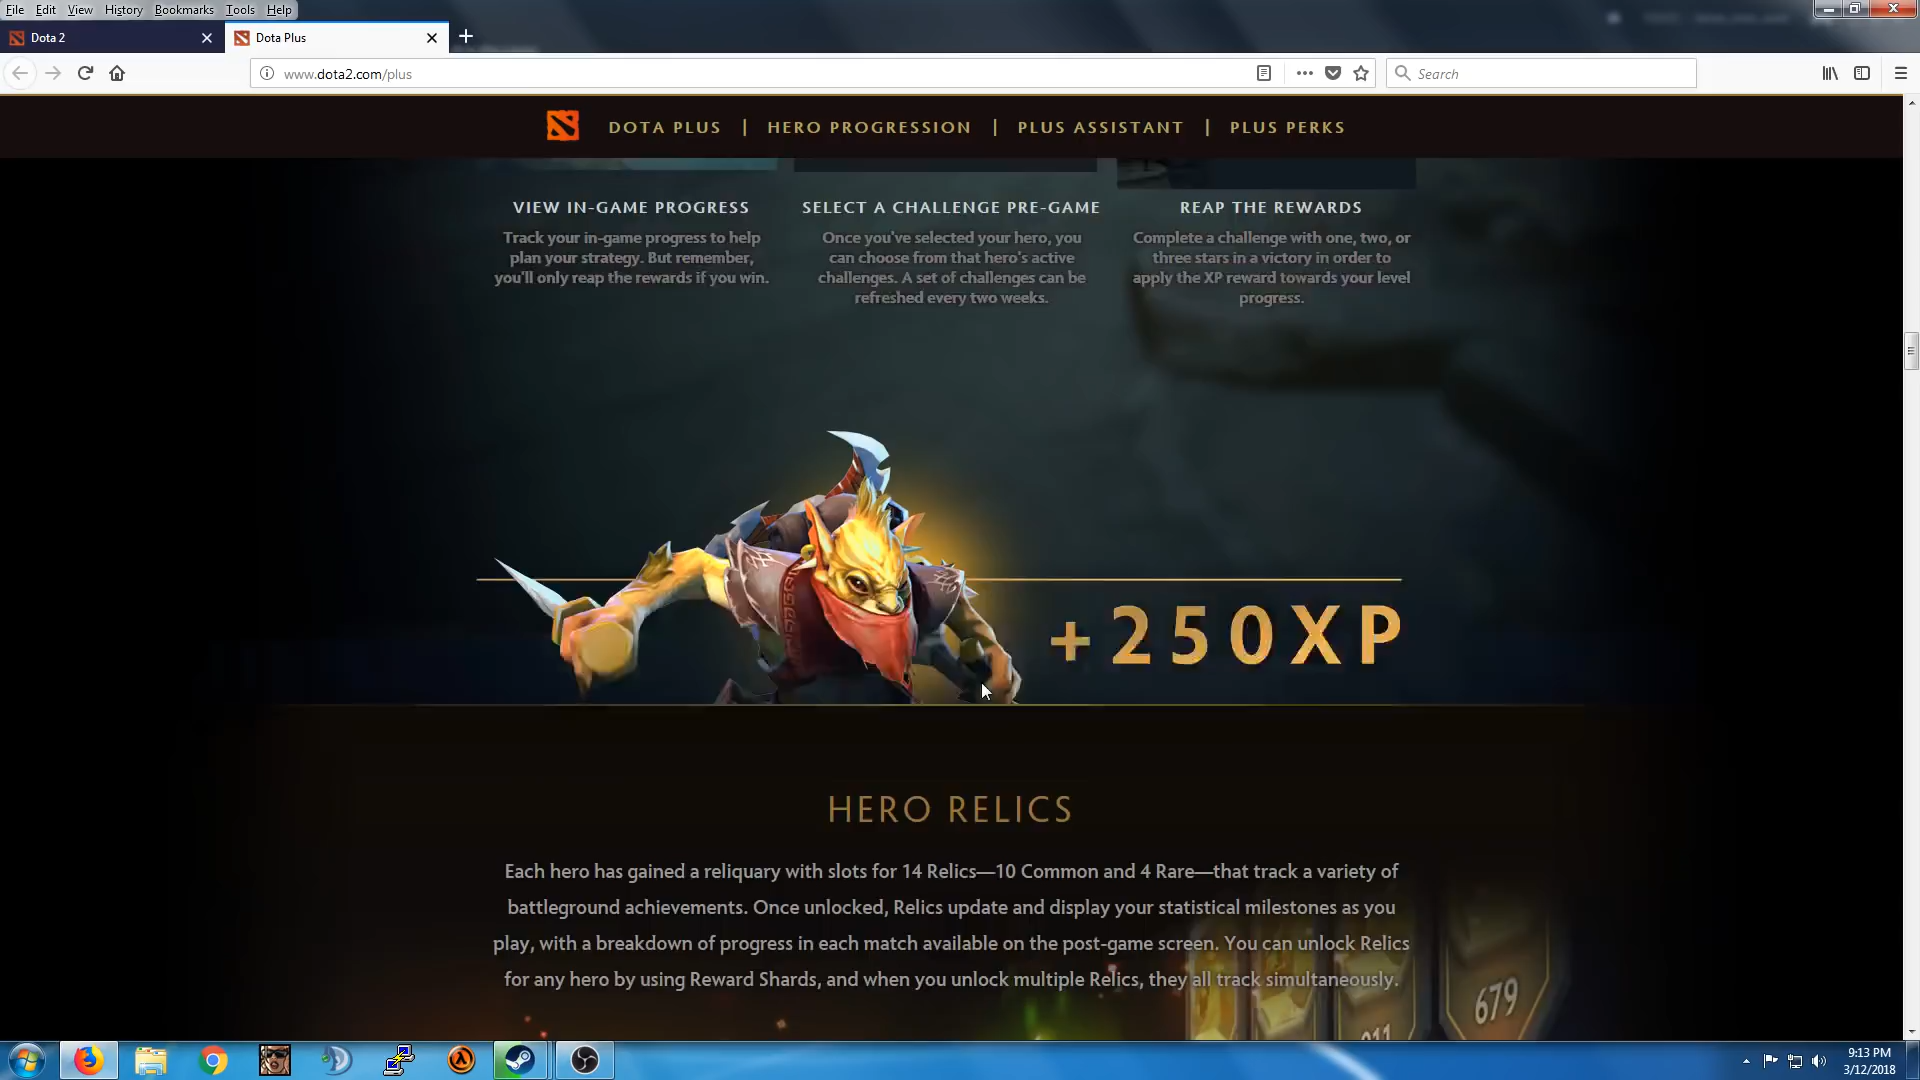 File Edit View History Bookmarks Tools Help
Dota 2
Dota Plus
www.dota2.com/plus
Search
DOTA PLUS | HERO PROGRESSION | PLUS ASSISTANT | PLUS PERKS
VIEW IN-GAME PROGRESS
Track your in-game progress to help
plan your strategy. But remember,
you'll only reap the rewards if you win.
SELECT A CHALLENGE PRE-GAME
Once you've selected your hero, you
can choose from that hero's active
challenges. A set of challenges can be
refreshed every two weeks.
REAP THE REWARDS
Complete a challenge with one, two, or
three stars in a victory in order to
apply the XP reward towards your level
progress.
+250XP
HERO RELICS
Each hero has gained a reliquary with slots for 14 Relics—10 Common and 4 Rare—that track a variety of
battleground achievements. Once unlocked, Relics update and display your statistical milestones as you
play, with a breakdown of progress in each match available on the post-game screen. You can unlock Relics
for any hero by using Reward Shards, and when you unlock multiple Relics, they all track simultaneously.
679
9:13 PM
3/12/2018